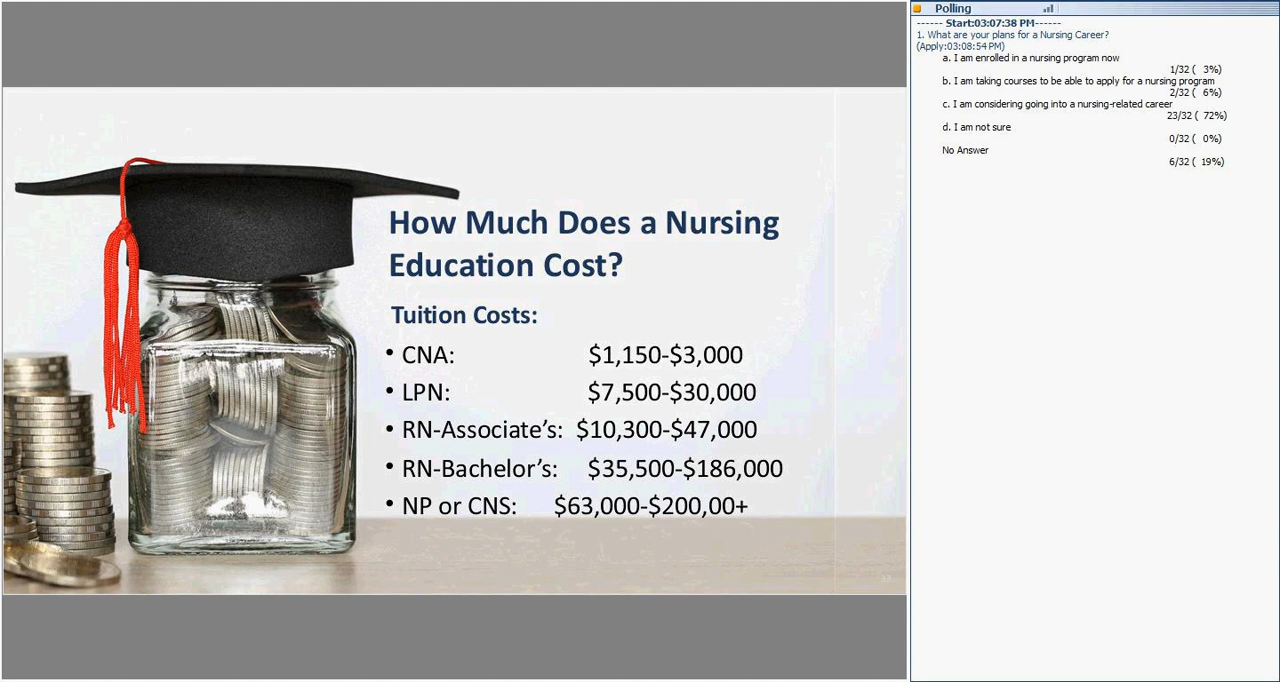 How Much Does a Nursing
Education Cost?
Tuition Costs:
• CNA: $1,150-$3,000
• LPN: $7,500-$30,000
• RN-Associate’s: $10,300-$47,000
• RN-Bachelor’s: $35,500-$186,000
• NP or CNS: $63,000-$200,00+
33
Polling
------ Start:03:07:38 PM------
1. What are your plans for a Nursing Career?
(Apply:03:08:54 PM)
a. I am enrolled in a nursing program now
1/32 ( 3%)
b. I am taking courses to be able to apply for a nursing program
2/32 ( 6%)
c. I am considering going into a nursing-related career
23/32 ( 72%)
d. I am not sure
0/32 ( 0%)
No Answer
6/32 ( 19%)